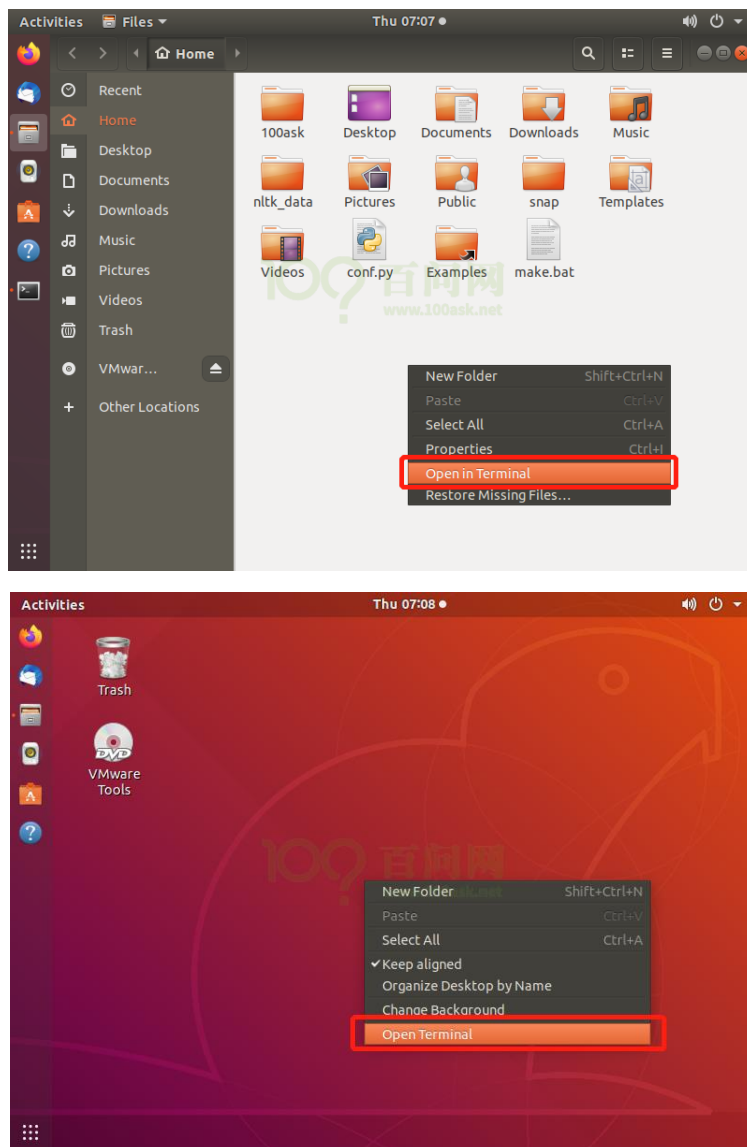 Activities Files Thu 07:07
Home
Recent
Home
Desktop
Documents
Downloads
Music
Pictures
Videos
Trash
VMwar...
Other Locations
100ask Desktop Documents Downloads Music
nltk_data Pictures Public snap Templates
Videos conf.py Examples make.bat
100? 百问网
www.100ask.net
New Folder Shift+Ctrl+N
Paste Ctrl+V
Select All Ctrl+A
Properties Ctrl+I
Open in Terminal
Restore Missing Files...
Activities Thu 07:08
Trash
VMware
Tools
100? 百问网
New Folder Shift+Ctrl+N
Paste Ctrl+V
Select All Ctrl+A
Keep aligned
Organize Desktop by Name
Change Background
Open Terminal